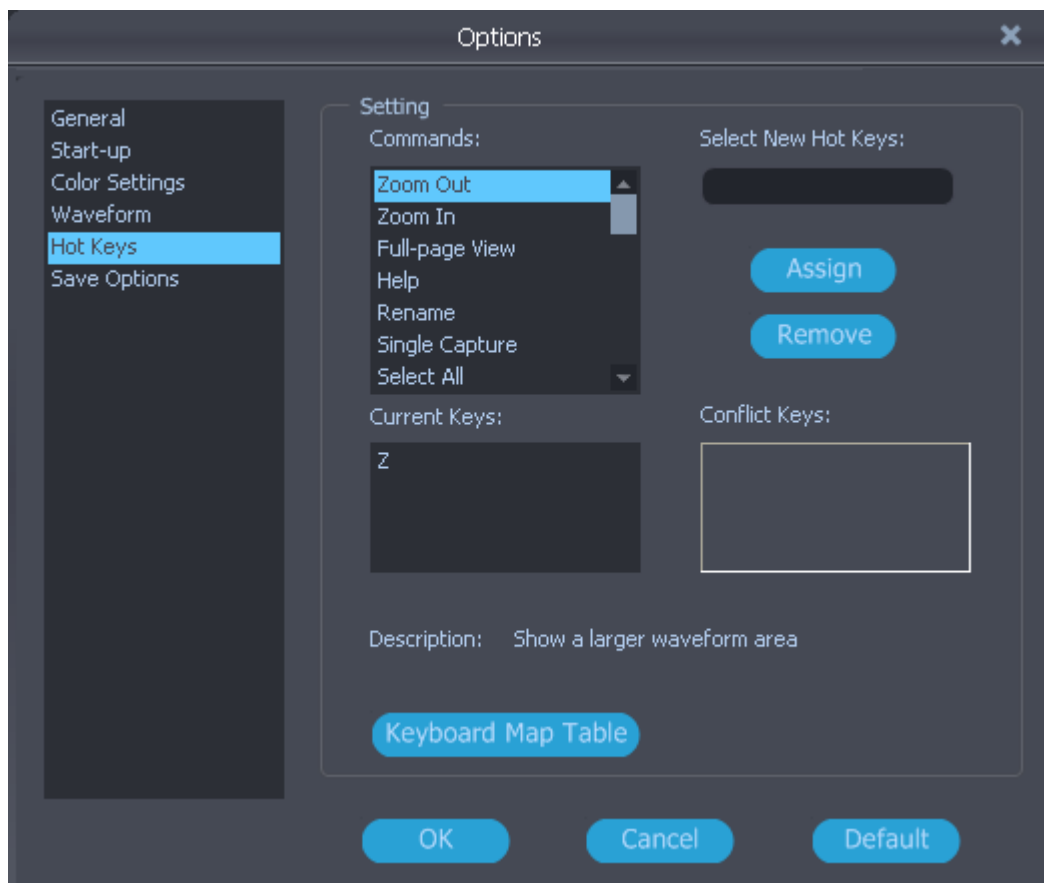 Options
General
Start-up
Color Settings
Waveform
Hot Keys
Save Options
Setting
Commands:
Zoom Out
Zoom In
Full-page View
Help
Rename
Single Capture
Select All
Select New Hot Keys:
Assign
Remove
Current Keys:
Z
Conflict Keys:
Description: Show a larger waveform area
Keyboard Map Table
OK Cancel Default